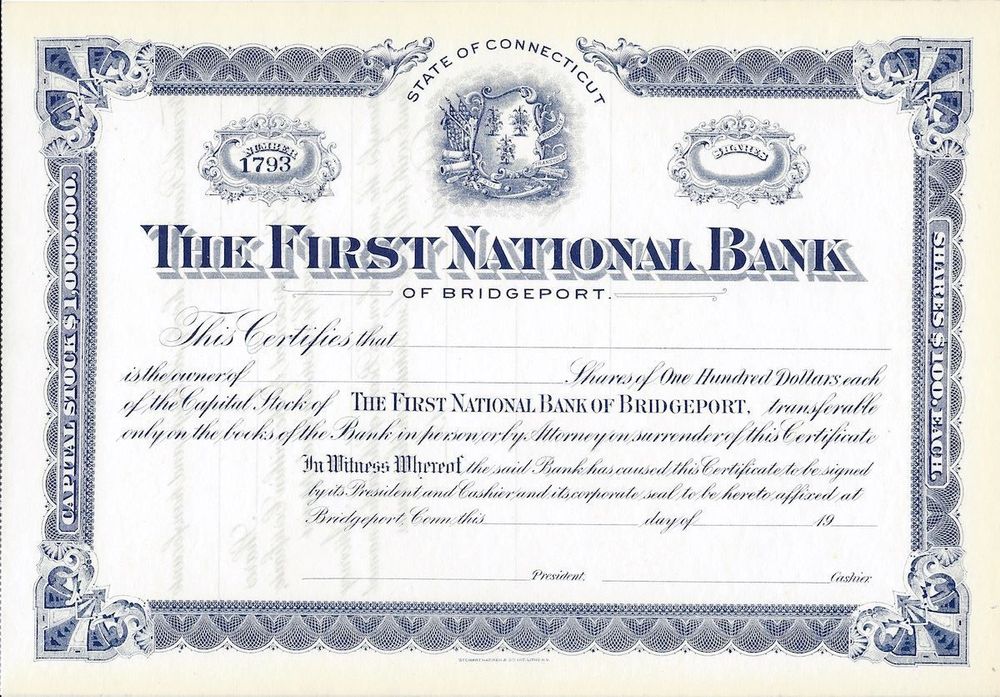 STATE OF CONNECTICUT
NUMBER
1793
SHARES
THE FIRST NATIONAL BANK
OF BRIDGEPORT.
This Certifies that
is the owner of Shares of One Hundred Dollars each
of the Capital Stock of THE FIRST NATIONAL BANK OF BRIDGEPORT, transferable
only on the books of the Bank in person or by Attorney on surrender of this Certificate
In Witness Whereof the said Bank has caused this Certificate to be signed
by its President and Cashier and its corporate seal to be hereto affixed at
Bridgeport, Conn. this day of 19
President. Cashier
CAPITAL STOCK $1,000,000.
SHARES $100 EACH.